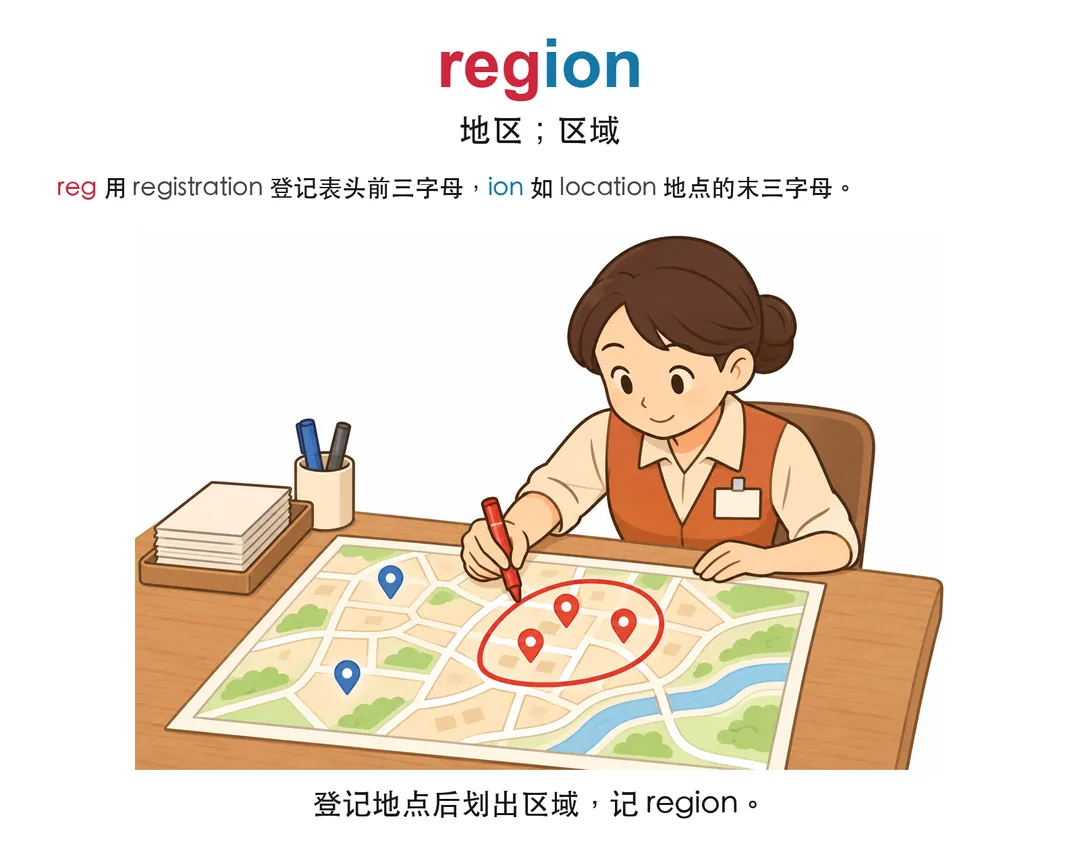 region
地区；区域
reg 用 registration 登记表头前三字母，ion 如 location 地点的末三字母。
登记地点后划出区域，记 region。